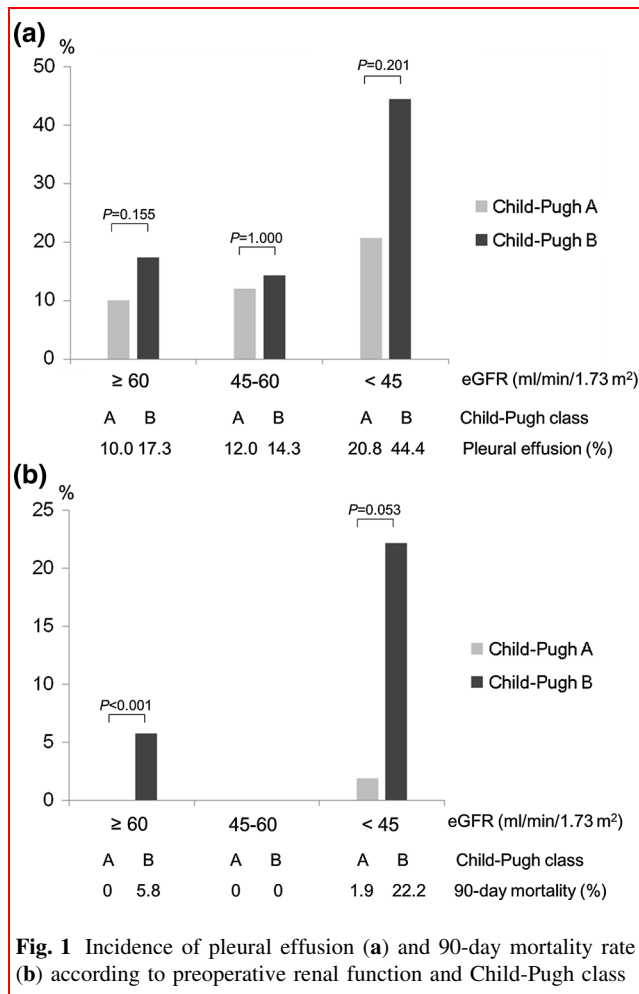 (a)
%
50
40
30
20
10
0
P=0.155
P=1.000
P=0.201
Child-Pugh A
Child-Pugh B
≥ 60 45-60 < 45 eGFR (ml/min/1.73 m²)
A B A B A B Child-Pugh class
10.0 17.3 12.0 14.3 20.8 44.4 Pleural effusion (%)
(b)
%
25
20
15
10
5
0
P<0.001
P=0.053
Child-Pugh A
Child-Pugh B
≥ 60 45-60 < 45 eGFR (ml/min/1.73 m²)
A B A B A B Child-Pugh class
0 5.8 0 0 1.9 22.2 90-day mortality (%)
Fig. 1 Incidence of pleural effusion (a) and 90-day mortality rate
(b) according to preoperative renal function and Child-Pugh class